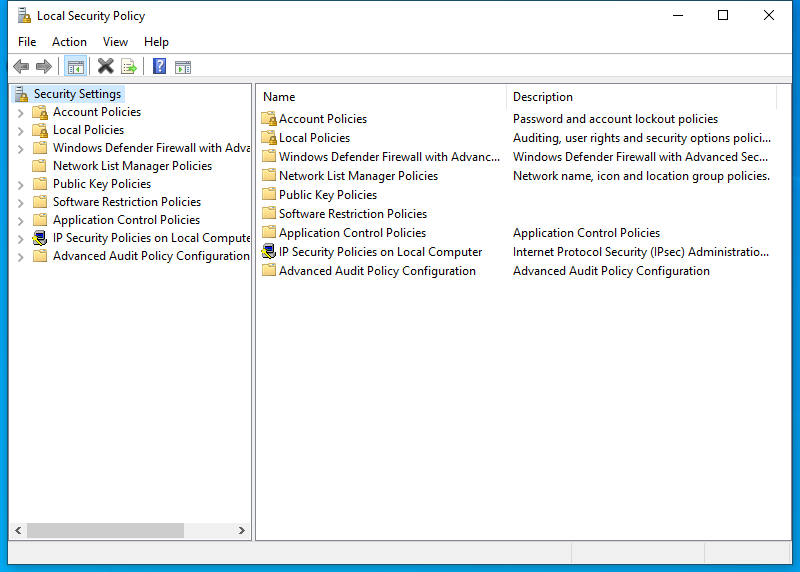 Local Security Policy
File Action View Help
Security Settings
Account Policies
Local Policies
Windows Defender Firewall with Adva
Network List Manager Policies
Public Key Policies
Software Restriction Policies
Application Control Policies
IP Security Policies on Local Compute
Advanced Audit Policy Configuration
Name Description
Account Policies Password and account lockout policies
Local Policies Auditing, user rights and security options polici...
Windows Defender Firewall with Advanc... Windows Defender Firewall with Advanced Sec...
Network List Manager Policies Network name, icon and location group policies.
Public Key Policies
Software Restriction Policies
Application Control Policies Application Control Policies
IP Security Policies on Local Computer Internet Protocol Security (IPsec) Administratio...
Advanced Audit Policy Configuration Advanced Audit Policy Configuration